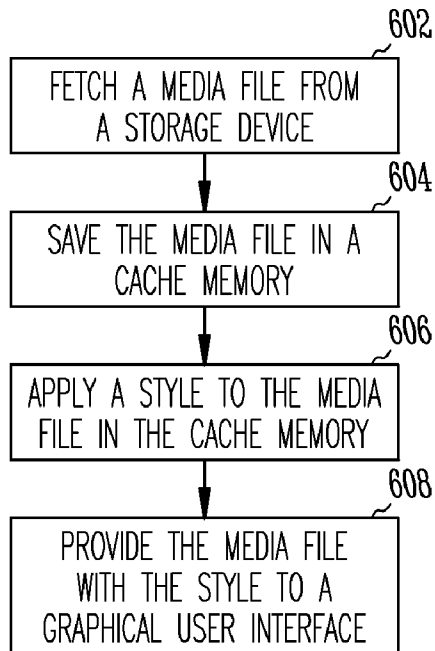 602
FETCH A MEDIA FILE FROM
A STORAGE DEVICE
604
SAVE THE MEDIA FILE IN A
CACHE MEMORY
606
APPLY A STYLE TO THE MEDIA
FILE IN THE CACHE MEMORY
608
PROVIDE THE MEDIA FILE
WITH THE STYLE TO A
GRAPHICAL USER INTERFACE